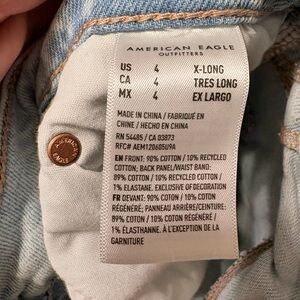 AMERICAN EAGLE
OUTFITTERS
US 4 X-LONG
CA 4 TRES LONG
MX 4 EX LARGO
MADE IN CHINA / FABRIQUÉ EN
CHINE / HECHO EN CHINA
RN 54485 / CA 03873
RFC# AEM120605U9A
EN FRONT: 90% COTTON / 10% RECYCLED
COTTON; BACK PANEL/WAIST BAND:
89% COTTON / 10% RECYCLED COTTON /
1% ELASTANE. EXCLUSIVE OF DECORATION
FR DEVANT: 90% COTON / 10% COTON
RÉGÉNÉRÉ; PANNEAU ARRIÈRE/CEINTURE:
89% COTON / 10% COTON RÉGÉNÉRÉ /
1% ÉLASTHANNE. À L'EXCEPTION DE LA
GARNITURE
AMERICAN
EAGLE